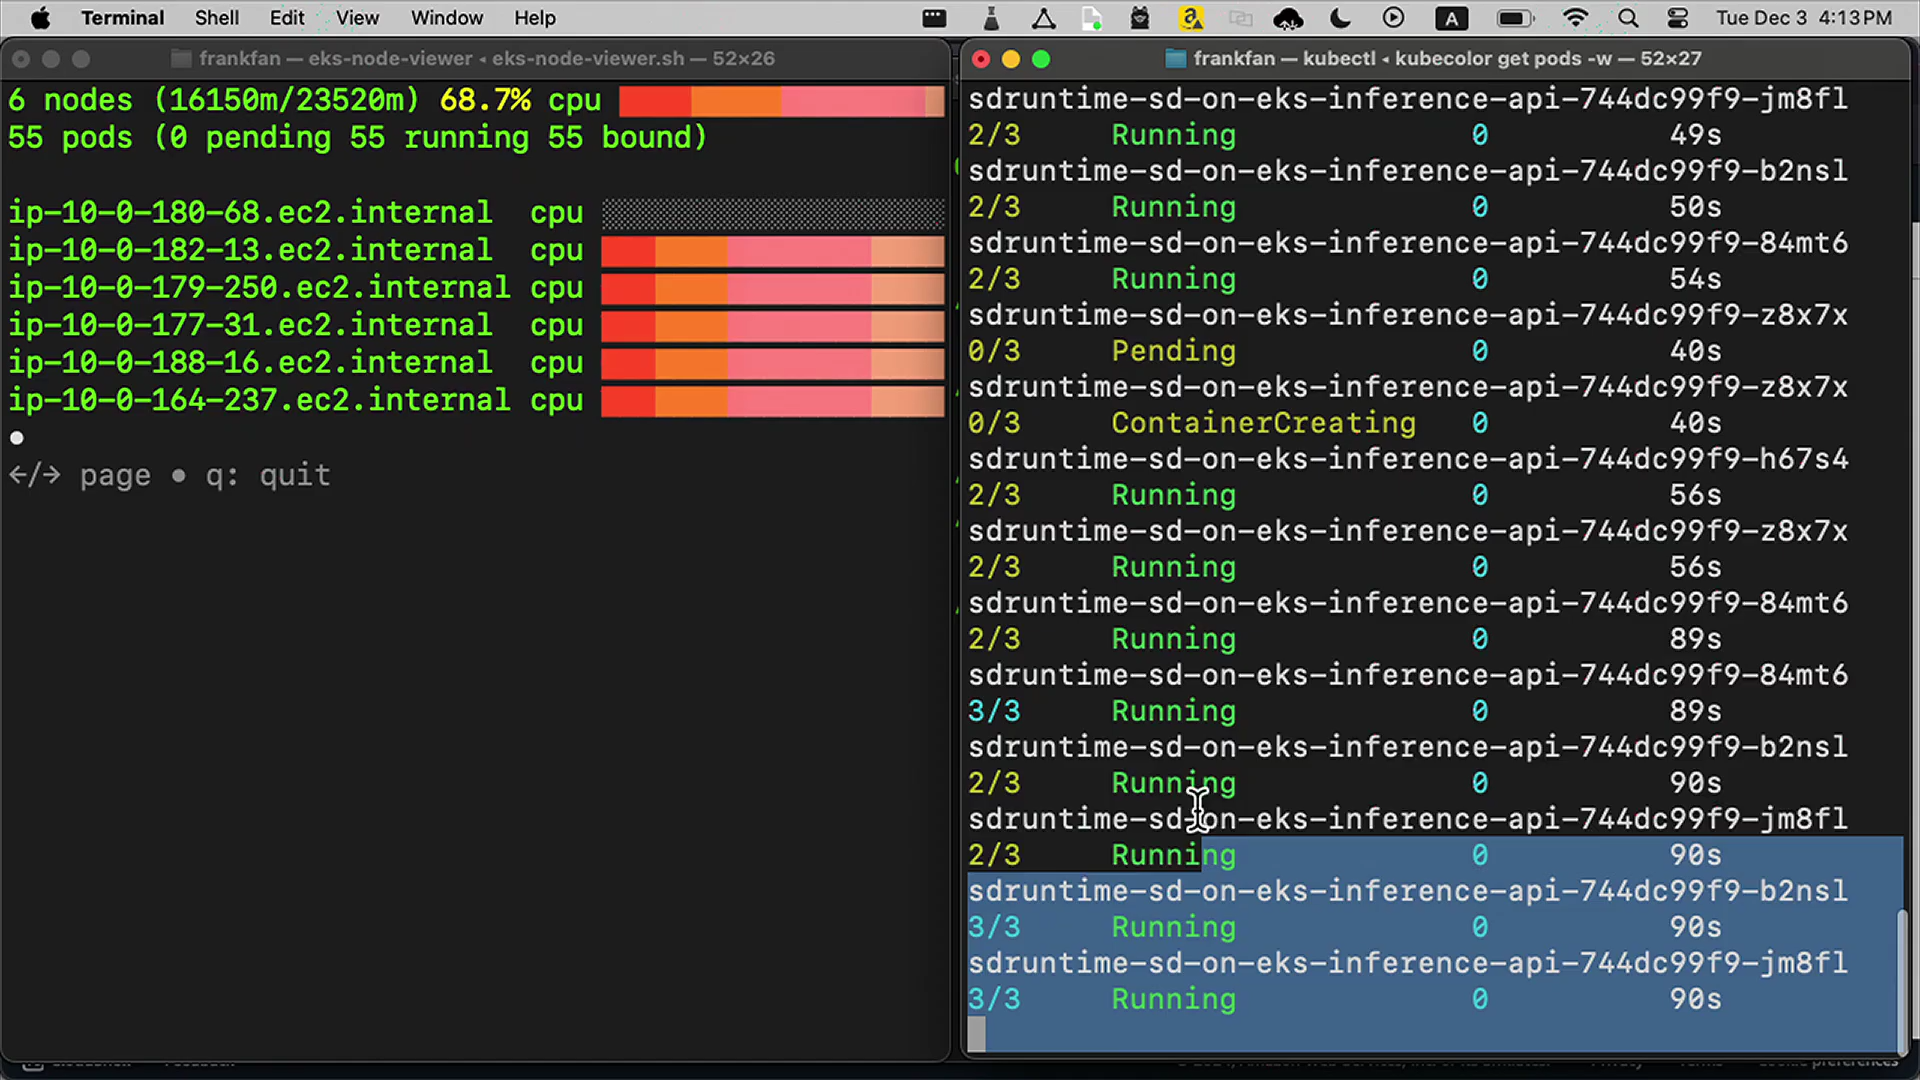 Terminal Shell Edit View Window Help A Tue Dec 3 4:13 PM
frankfan — eks-node-viewer ◂ eks-node-viewer.sh — 52×26
6 nodes (16150m/23520m) 68.7% cpu
55 pods (0 pending 55 running 55 bound)
ip-10-0-180-68.ec2.internal cpu
ip-10-0-182-13.ec2.internal cpu
ip-10-0-179-250.ec2.internal cpu
ip-10-0-177-31.ec2.internal cpu
ip-10-0-188-16.ec2.internal cpu
ip-10-0-164-237.ec2.internal cpu
•
←/→ page • q: quit
frankfan — kubectl ◂ kubecolor get pods -w — 52×27
sdruntime-sd-on-eks-inference-api-744dc99f9-jm8fl
2/3 Running 0 49s
sdruntime-sd-on-eks-inference-api-744dc99f9-b2nsl
2/3 Running 0 50s
sdruntime-sd-on-eks-inference-api-744dc99f9-84mt6
2/3 Running 0 54s
sdruntime-sd-on-eks-inference-api-744dc99f9-z8x7x
0/3 Pending 0 40s
sdruntime-sd-on-eks-inference-api-744dc99f9-z8x7x
0/3 ContainerCreating 0 40s
sdruntime-sd-on-eks-inference-api-744dc99f9-h67s4
2/3 Running 0 56s
sdruntime-sd-on-eks-inference-api-744dc99f9-z8x7x
2/3 Running 0 56s
sdruntime-sd-on-eks-inference-api-744dc99f9-84mt6
2/3 Running 0 89s
sdruntime-sd-on-eks-inference-api-744dc99f9-84mt6
3/3 Running 0 89s
sdruntime-sd-on-eks-inference-api-744dc99f9-b2nsl
2/3 Running 0 90s
sdruntime-sd-on-eks-inference-api-744dc99f9-jm8fl
2/3 Running 0 90s
sdruntime-sd-on-eks-inference-api-744dc99f9-b2nsl
3/3 Running 0 90s
sdruntime-sd-on-eks-inference-api-744dc99f9-jm8fl
3/3 Running 0 90s